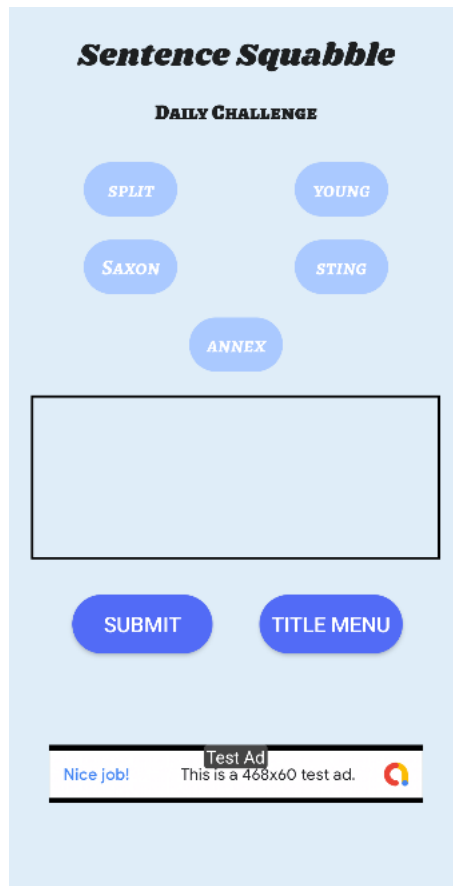 Sentence Squabble
Daily Challenge
split young
Saxon sting
annex
SUBMIT TITLE MENU
Test Ad
Nice job! This is a 468x60 test ad.